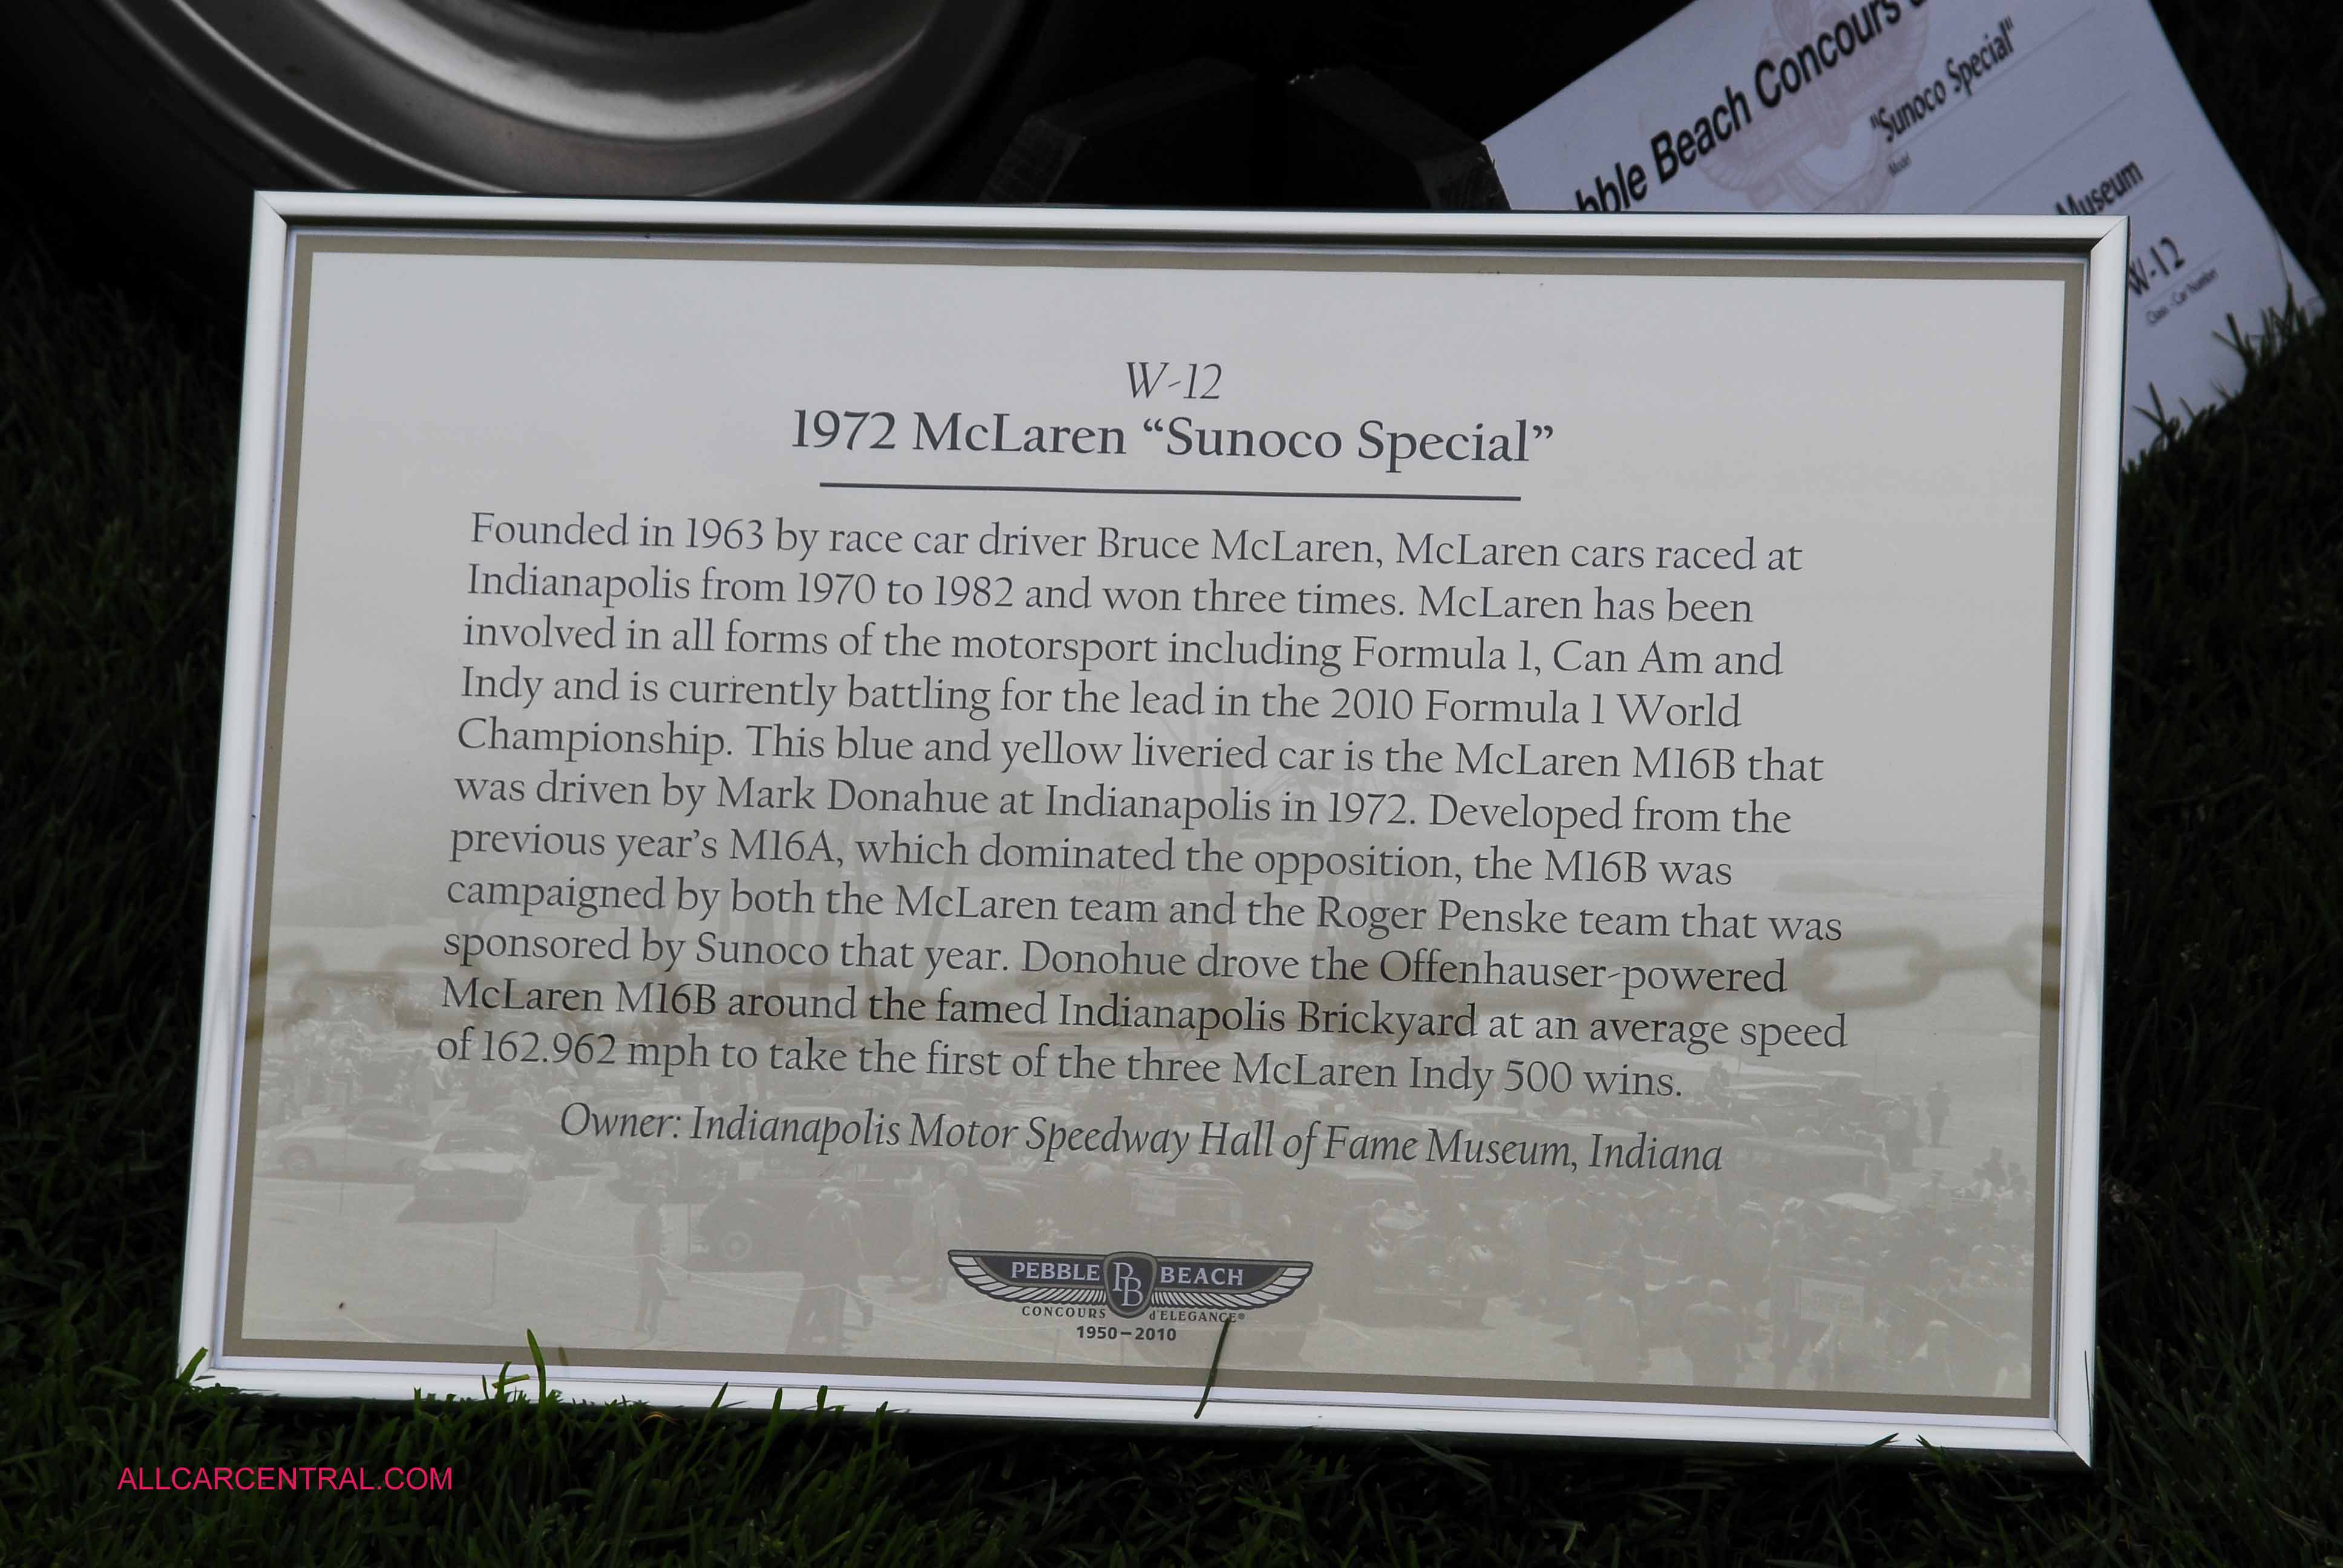 bble Beach Concours
"Sunoco Special"
Model
Museum
W-12
Class - Car Number
W-12
1972 McLaren “Sunoco Special”
Founded in 1963 by race car driver Bruce McLaren, McLaren cars raced at
Indianapolis from 1970 to 1982 and won three times. McLaren has been
involved in all forms of the motorsport including Formula 1, Can Am and
Indy and is currently battling for the lead in the 2010 Formula 1 World
Championship. This blue and yellow liveried car is the McLaren M16B that
was driven by Mark Donahue at Indianapolis in 1972. Developed from the
previous year’s M16A, which dominated the opposition, the M16B was
campaigned by both the McLaren team and the Roger Penske team that was
sponsored by Sunoco that year. Donohue drove the Offenhauser-powered
McLaren M16B around the famed Indianapolis Brickyard at an average speed
of 162.962 mph to take the first of the three McLaren Indy 500 wins.
Owner: Indianapolis Motor Speedway Hall of Fame Museum, Indiana
PEBBLE PB BEACH
CONCOURS d'ELEGANCE®
1950–2010
ALLCARCENTRAL.COM